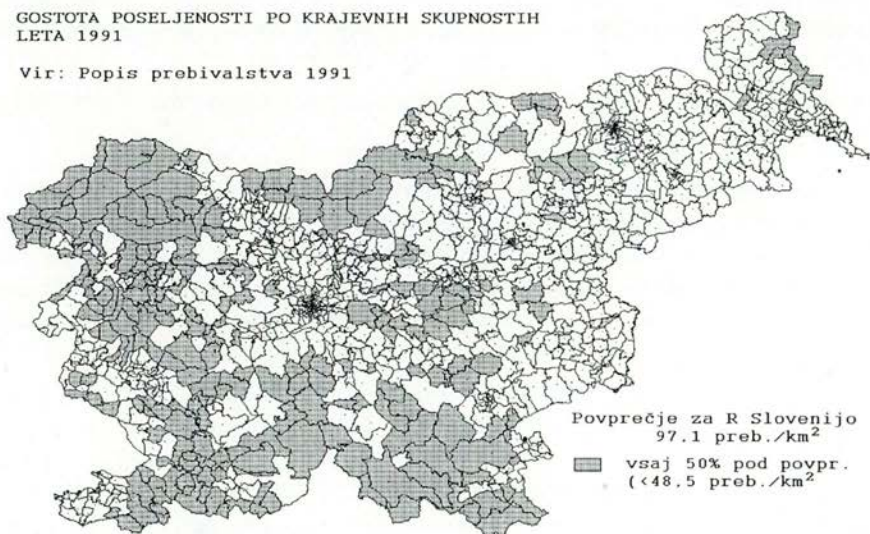 GOSTOTA POSELJENOSTI PO KRAJEVNIH SKUPNOSTIH
LETA 1991
Vir: Popis prebivalstva 1991
Povprečje za R Slovenijo
97.1 preb./km²
vsaj 50% pod povpr.
(<48.5 preb./km²